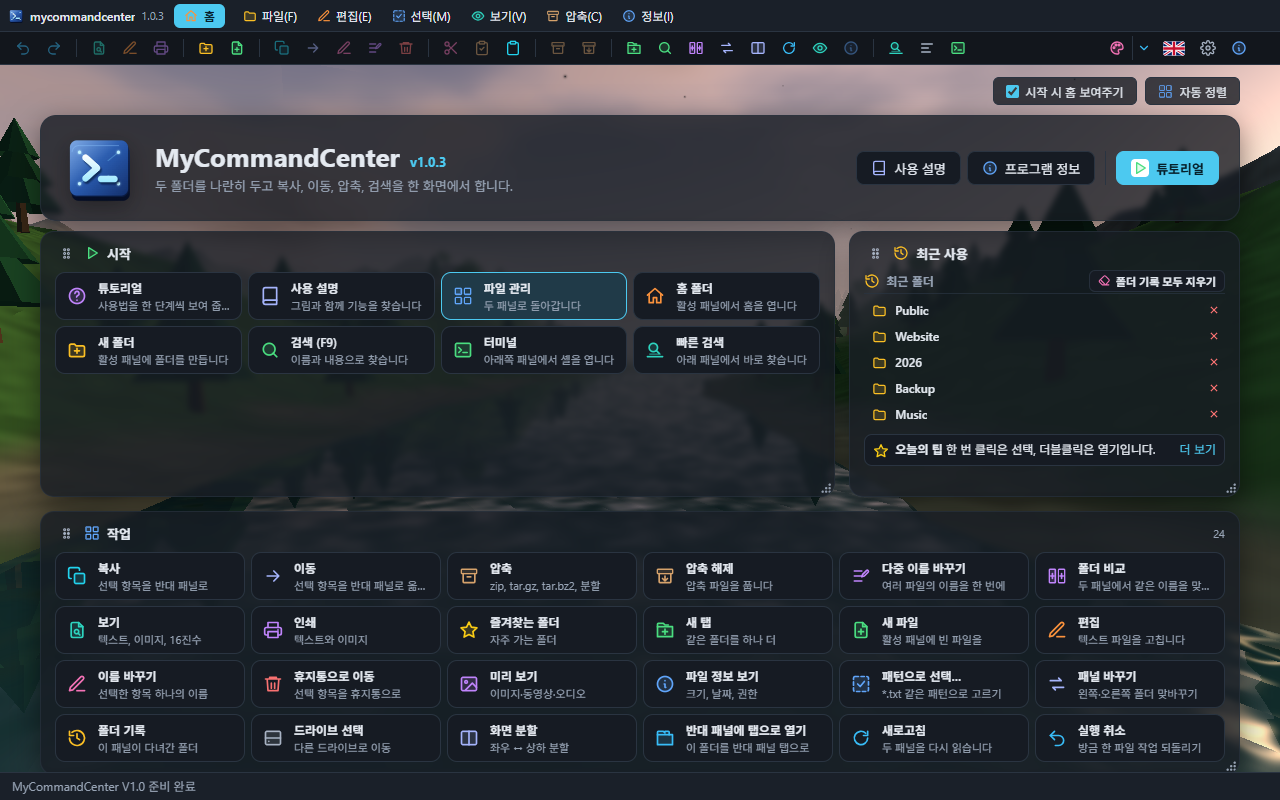 mycommandcenter 1.0.3 홈 파일(F) 편집(E) 선택(M) 보기(V) 압축(C) 정보(I)
시작 시 홈 보여주기 자동 정렬
MyCommandCenter v1.0.3
두 폴더를 나란히 두고 복사, 이동, 압축, 검색을 한 화면에서 합니다.
사용 설명 프로그램 정보 튜토리얼
시작
튜토리얼
사용법을 한 단계씩 보여 줍...
사용 설명
그림과 함께 기능을 찾습니다
파일 관리
두 패널로 돌아갑니다
홈 폴더
활성 패널에서 홈을 엽니다
새 폴더
활성 패널에 폴더를 만듭니다
검색 (F9)
이름과 내용으로 찾습니다
터미널
아래쪽 패널에서 셸을 엽니다
빠른 검색
아래 패널에서 바로 찾습니다
최근 사용
최근 폴더 폴더 기록 모두 지우기
Public
Website
2026
Backup
Music
오늘의 팁 한 번 클릭은 선택, 더블클릭은 열기입니다. 더 보기
작업 24
복사
선택 항목을 반대 패널로
이동
선택 항목을 반대 패널로 옮...
압축
zip, tar.gz, tar.bz2, 분할
압축 해제
압축 파일을 풉니다
다중 이름 바꾸기
여러 파일의 이름을 한 번에
폴더 비교
두 패널에서 같은 이름을 맞...
보기
텍스트, 이미지, 16진수
인쇄
텍스트와 이미지
즐겨찾는 폴더
자주 가는 폴더
새 탭
같은 폴더를 하나 더
새 파일
활성 패널에 빈 파일을
편집
텍스트 파일을 고칩니다
이름 바꾸기
선택한 항목 하나의 이름
휴지통으로 이동
선택 항목을 휴지통으로
미리 보기
이미지·동영상·오디오
파일 정보 보기
크기, 날짜, 권한
패턴으로 선택...
*.txt 같은 패턴으로 고르기
패널 바꾸기
왼쪽·오른쪽 폴더 맞바꾸기
폴더 기록
이 패널이 다녀간 폴더
드라이브 선택
다른 드라이브로 이동
화면 분할
좌우 ↔ 상하 분할
반대 패널에 탭으로 열기
이 폴더를 반대 패널 탭으로
새로고침
두 패널을 다시 읽습니다
실행 취소
방금 한 파일 작업 되돌리기
MyCommandCenter V1.0 준비 완료